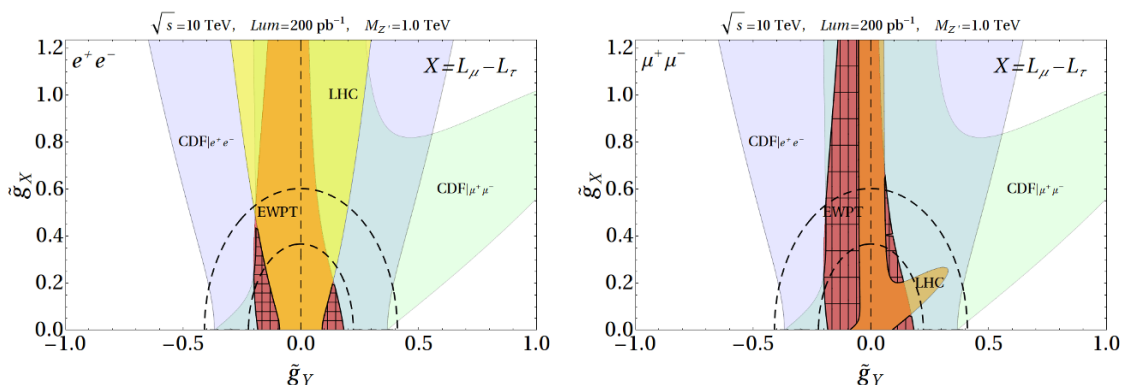 √s=10 TeV, Lum=200 pb⁻¹, M_Z'=1.0 TeV
e⁺e⁻
X=L_μ−L_τ
LHC
CDF|e⁺e⁻
CDF|μ⁺μ⁻
EWPT
g̃_X
1.2
1.0
0.8
0.6
0.4
0.2
0.0
−1.0 −0.5 0.0 0.5 1.0
g̃_Y
√s=10 TeV, Lum=200 pb⁻¹, M_Z'=1.0 TeV
μ⁺μ⁻
X=L_μ−L_τ
CDF|e⁺e⁻
CDF|μ⁺μ⁻
EWPT
LHC
g̃_X
1.2
1.0
0.8
0.6
0.4
0.2
0.0
−1.0 −0.5 0.0 0.5 1.0
g̃_Y